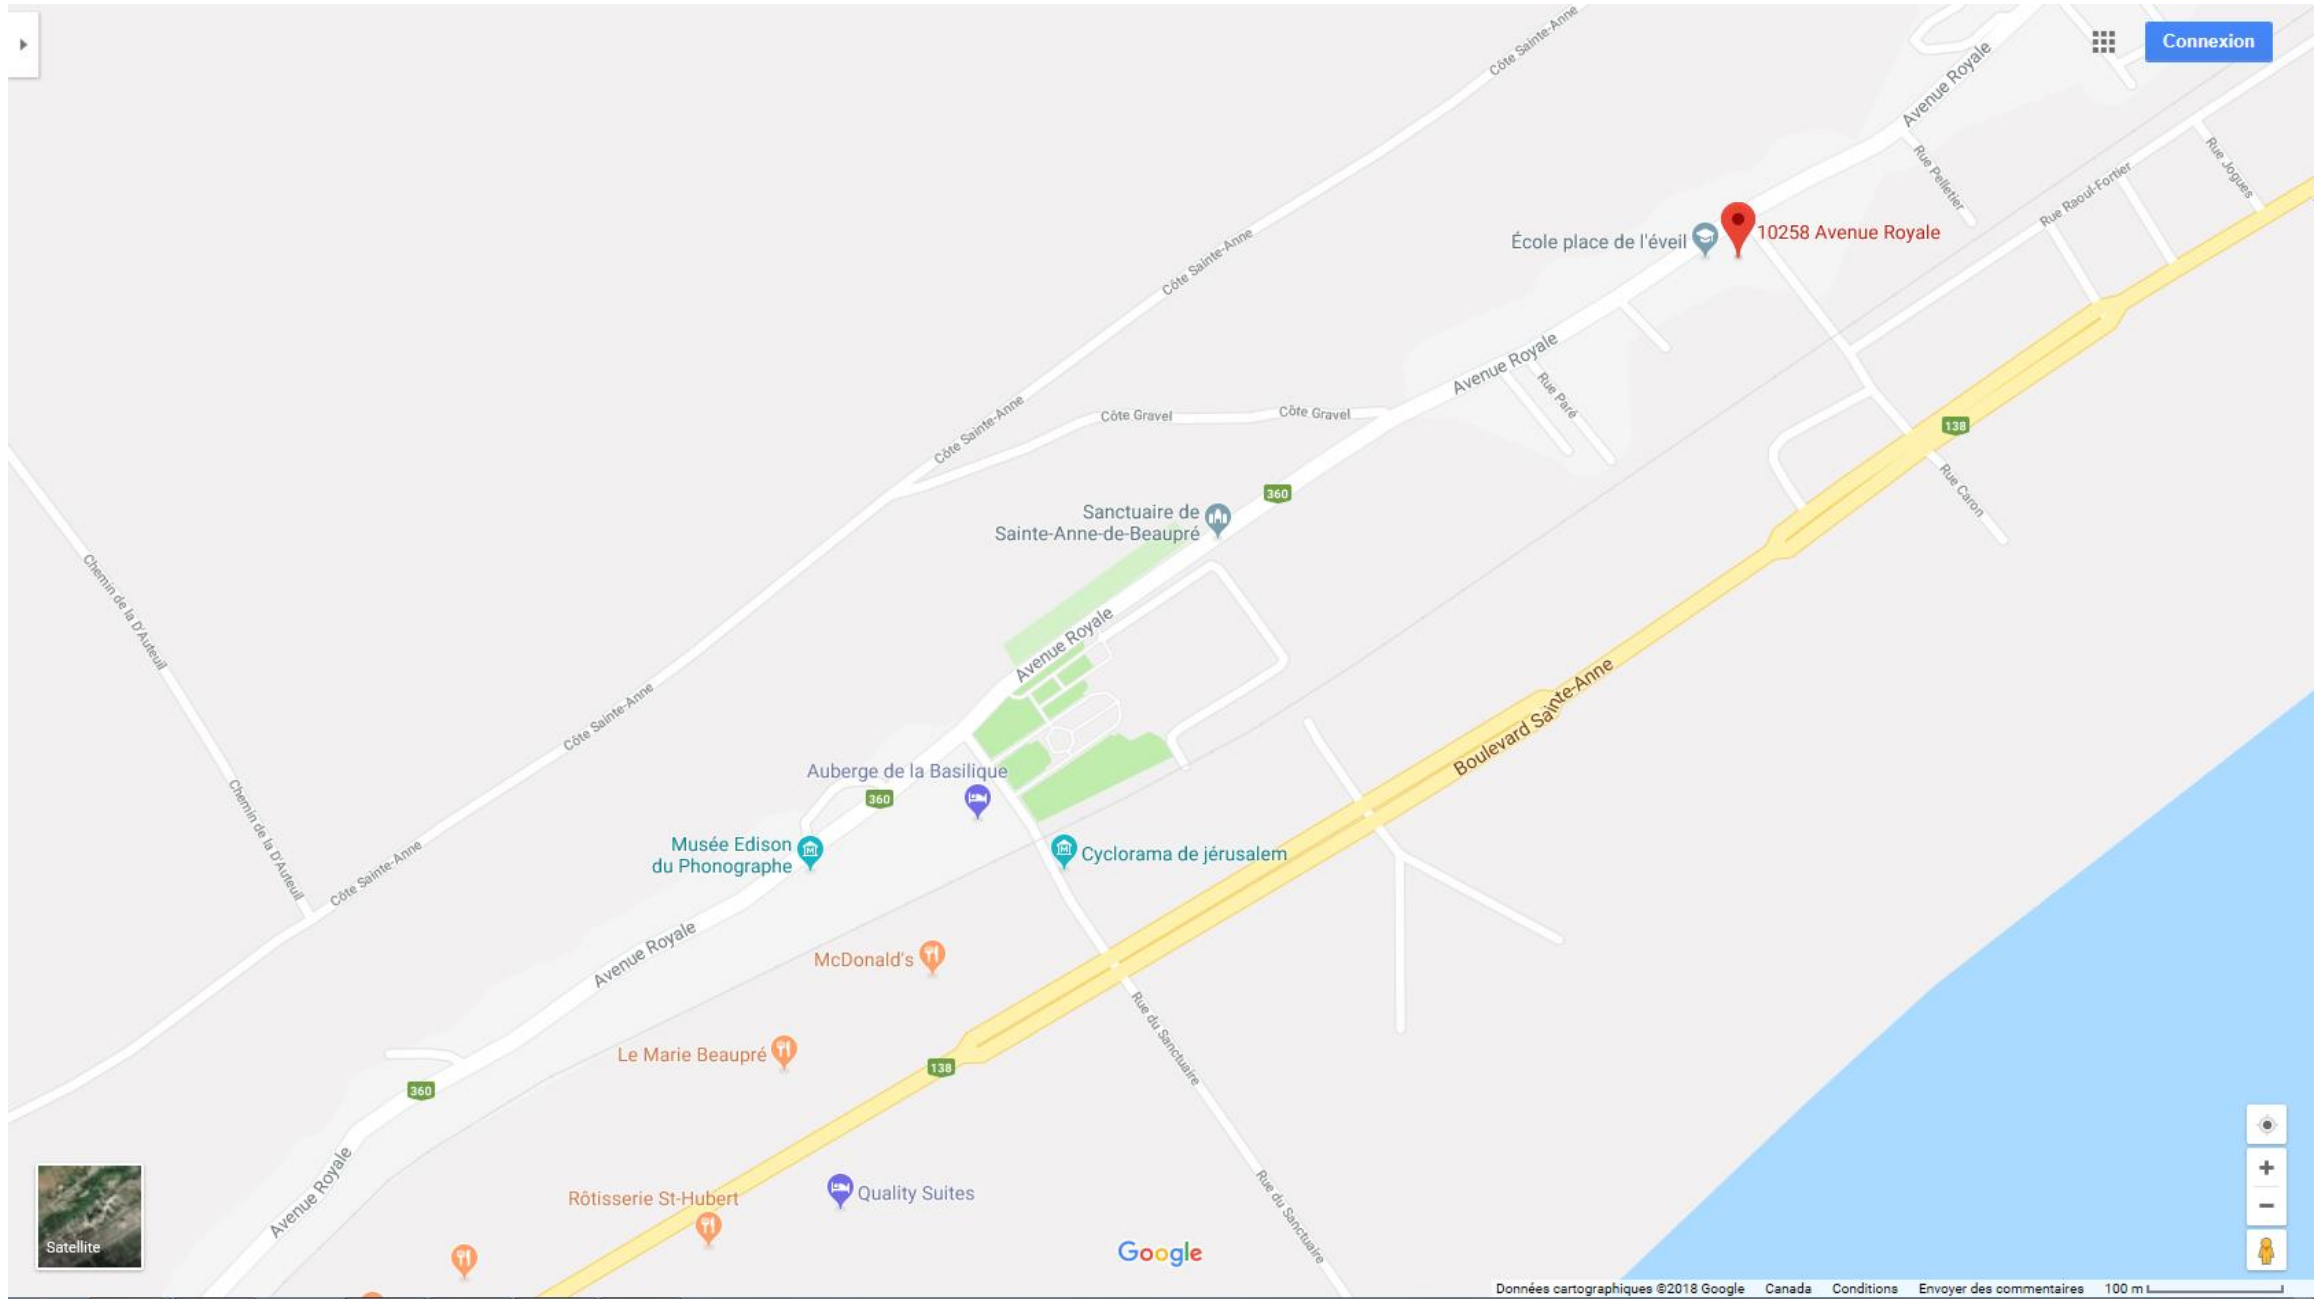 Côte Sainte-Anne
Connexion
Avenue Royale
Rue Pelletier
Rue Jogues
Rue Raoul-Fortier
École place de l'éveil
10258 Avenue Royale
Côte Sainte-Anne
Avenue Royale
Rue Paré
Côte Sainte-Anne
Côte Gravel
Côte Gravel
138
Rue Caron
360
Sanctuaire de
Sainte-Anne-de-Beaupré
Chemin de la D'Auteuil
Avenue Royale
Côte Sainte-Anne
Boulevard Sainte-Anne
Auberge de la Basilique
360
Chemin de la D'Auteuil
Musée Edison
du Phonographe
Cyclorama de jérusalem
Côte Sainte-Anne
Avenue Royale
McDonald's
Rue du Sanctuaire
Le Marie Beaupré
138
360
Avenue Royale
Rôtisserie St-Hubert
Quality Suites
Rue du Sanctuaire
Satellite
Google
Données cartographiques ©2018 Google Canada Conditions Envoyer des commentaires 100 m